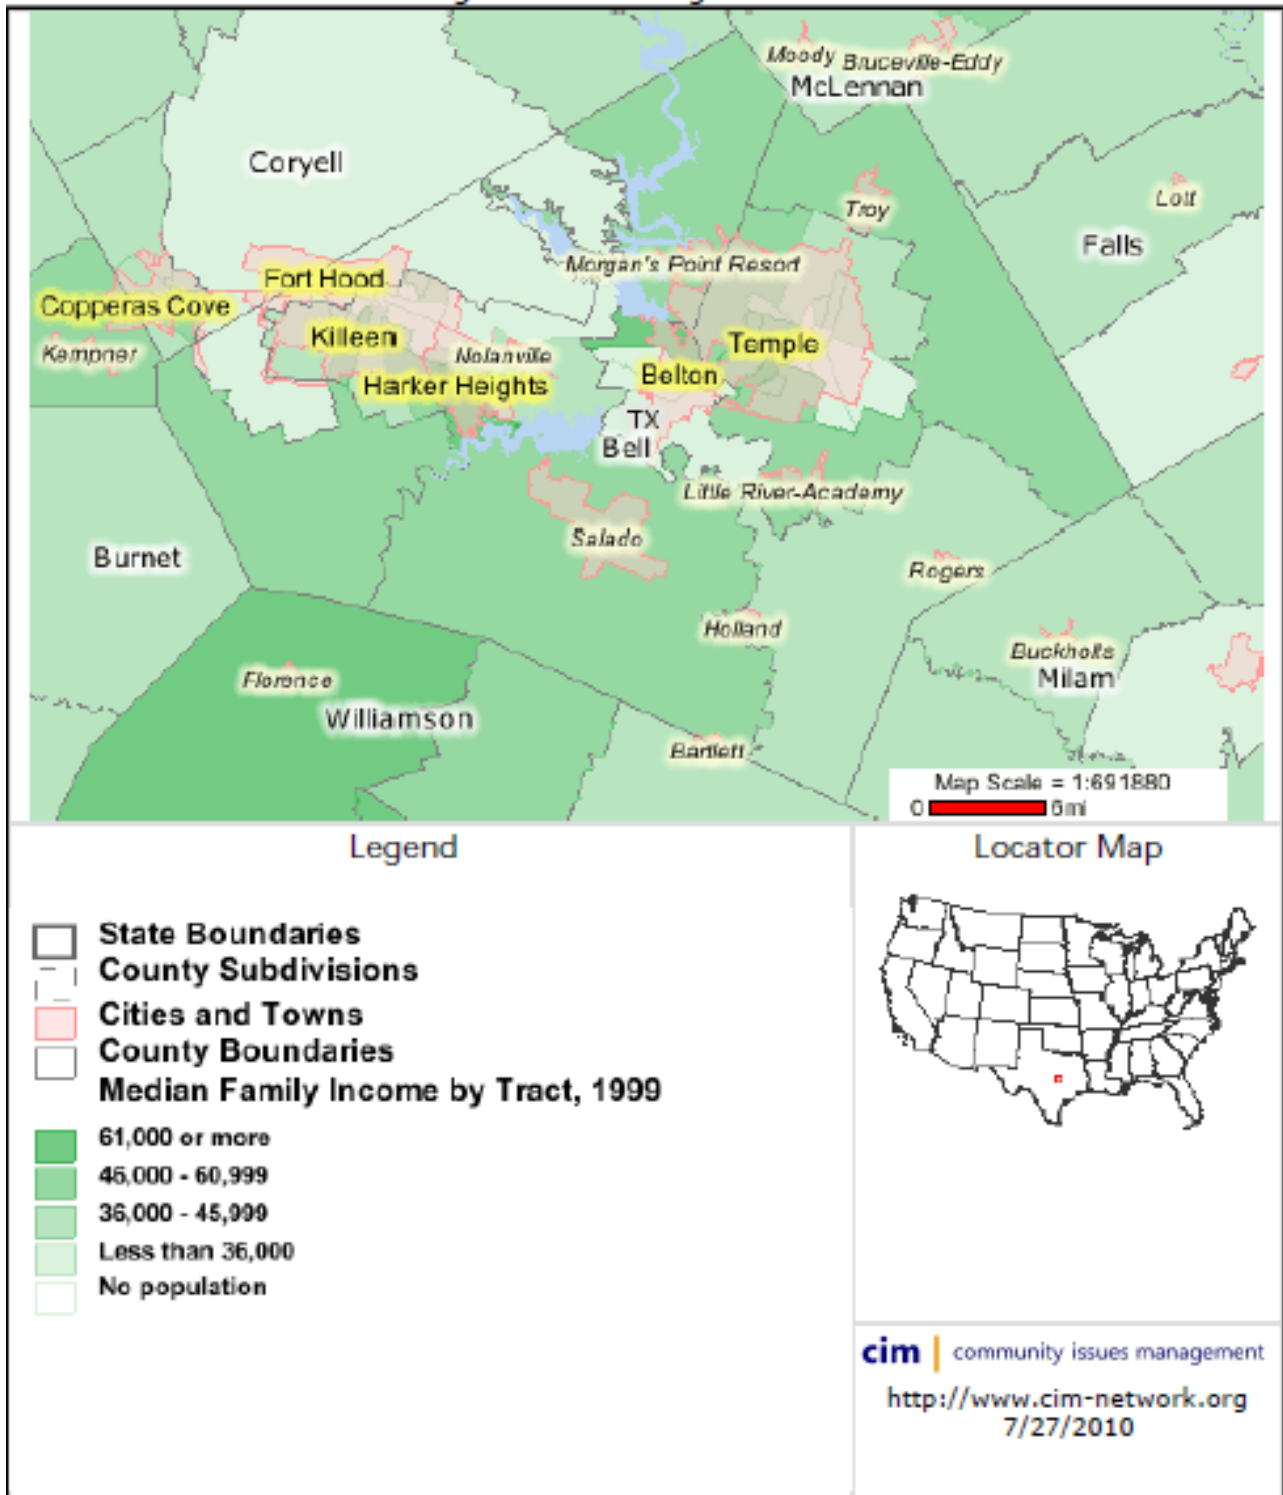 Moody Bruceville-Eddy
McLennan
Coryell
Lott
Troy
Falls
Morgan's Point Resort
Fort Hood
Copperas Cove
Killeen
Temple
Kempner
Nolanville
Belton
Harker Heights
TX
Bell
Little River-Academy
Salado
Burnet
Rogers
Holland
Buckholts
Milam
Florence
Williamson
Bartlett
Map Scale = 1:691880
0 6mi
Legend
State Boundaries
County Subdivisions
Cities and Towns
County Boundaries
Median Family Income by Tract, 1999
61,000 or more
46,000 - 60,999
36,000 - 45,999
Less than 36,000
No population
Locator Map
cim | community issues management
http://www.cim-network.org
7/27/2010